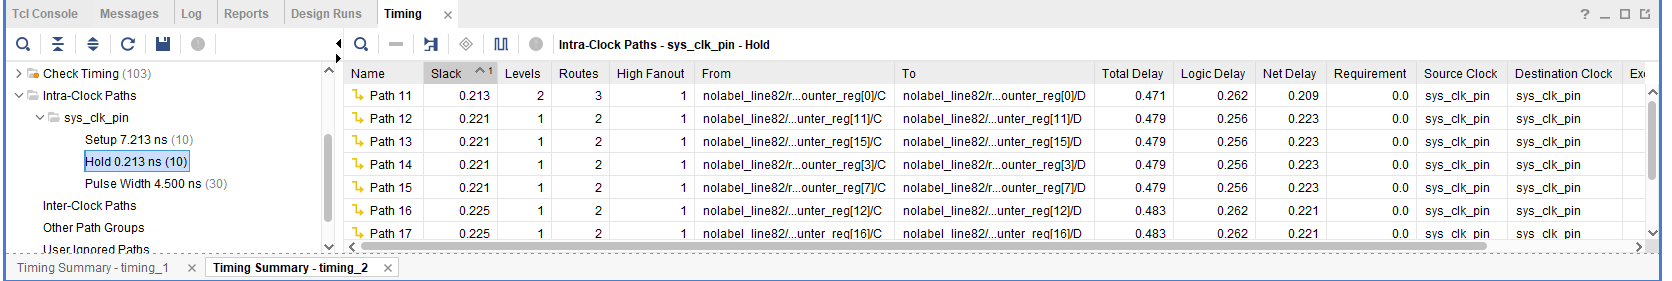 Tcl Console Messages Log Reports Design Runs Timing
Intra-Clock Paths - sys_clk_pin - Hold
Check Timing (103)
Intra-Clock Paths
sys_clk_pin
Setup 7.213 ns (10)
Hold 0.213 ns (10)
Pulse Width 4.500 ns (30)
Inter-Clock Paths
Other Path Groups
User Ignored Paths
Name Slack 1 Levels Routes High Fanout From To Total Delay Logic Delay Net Delay Requirement Source Clock Destination Clock Exc
Path 11 0.213 2 3 1 nolabel_line82/r...ounter_reg[0]/C nolabel_line82/r...ounter_reg[0]/D 0.471 0.262 0.209 0.0 sys_clk_pin sys_clk_pin
Path 12 0.221 1 2 1 nolabel_line82/...unter_reg[11]/C nolabel_line82/...unter_reg[11]/D 0.479 0.256 0.223 0.0 sys_clk_pin sys_clk_pin
Path 13 0.221 1 2 1 nolabel_line82/...unter_reg[15]/C nolabel_line82/...unter_reg[15]/D 0.479 0.256 0.223 0.0 sys_clk_pin sys_clk_pin
Path 14 0.221 1 2 1 nolabel_line82/r...ounter_reg[3]/C nolabel_line82/r...ounter_reg[3]/D 0.479 0.256 0.223 0.0 sys_clk_pin sys_clk_pin
Path 15 0.221 1 2 1 nolabel_line82/r...ounter_reg[7]/C nolabel_line82/r...ounter_reg[7]/D 0.479 0.256 0.223 0.0 sys_clk_pin sys_clk_pin
Path 16 0.225 1 2 1 nolabel_line82/...unter_reg[12]/C nolabel_line82/...unter_reg[12]/D 0.483 0.262 0.221 0.0 sys_clk_pin sys_clk_pin
Path 17 0.225 1 2 1 nolabel_line82/...unter_reg[16]/C nolabel_line82/...unter_reg[16]/D 0.483 0.262 0.221 0.0 sys_clk_pin sys_clk_pin
Timing Summary - timing_1 Timing Summary - timing_2